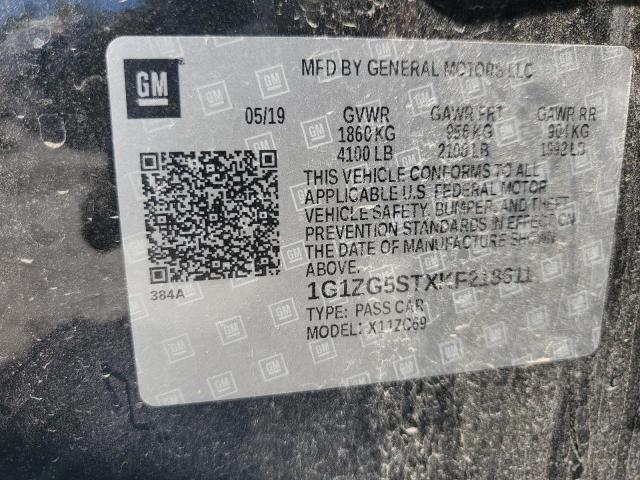 GM
MFD BY GENERAL MOTORS LLC
05/19 GVWR GAWR FRT GAWR RR
1860 KG 956 KG 904 KG
4100 LB 2108 LB 1992 LB
THIS VEHICLE CONFORMS TO ALL
APPLICABLE U.S. FEDERAL MOTOR
VEHICLE SAFETY, BUMPER, AND THEFT
PREVENTION STANDARDS IN EFFECT ON
THE DATE OF MANUFACTURE SHOWN
ABOVE.
384A
TYPE: PASS CAR
MODEL: X11ZC69